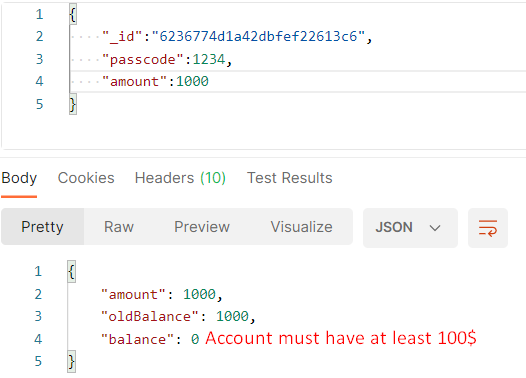 1 {
2 "_id":"6236774d1a42dbfef22613c6",
3 "passcode":1234,
4 "amount":1000
5 }
Body Cookies Headers (10) Test Results
Pretty Raw Preview Visualize JSON
1 {
2 "amount": 1000,
3 "oldBalance": 1000,
4 "balance": 0 Account must have at least 100$
5 }